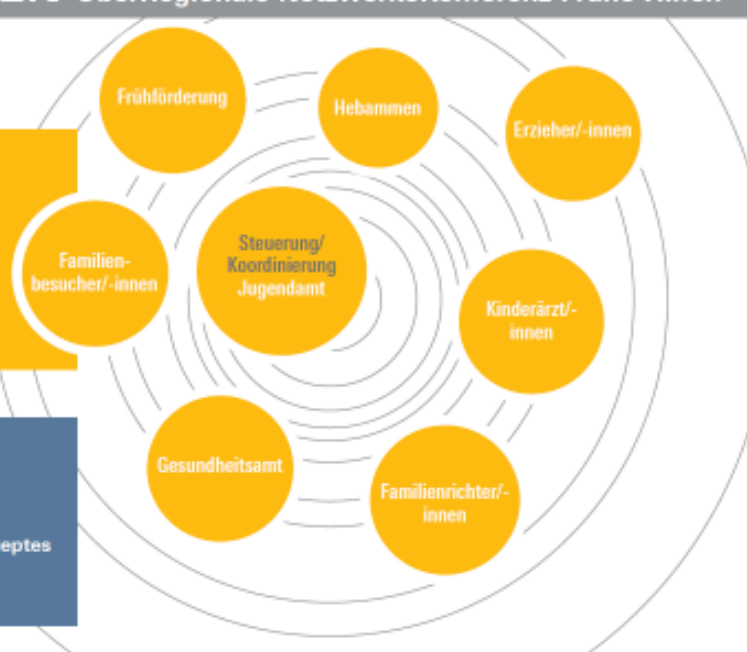 Frühförderung
Hebammen
Erzieher/-innen
Familien-
besucher/-innen
Steuerung/
Koordinierung
Jugendamt
Kinderärzt/-
innen
Gesundheitsamt
Familienrichter/-
innen
eptes